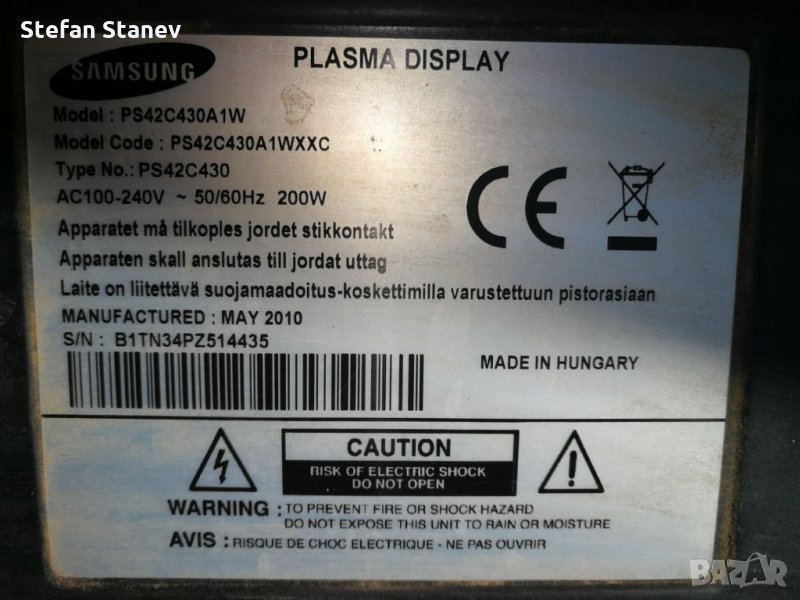 Stefan Stanev
SAMSUNG
PLASMA DISPLAY
Model : PS42C430A1W
Model Code : PS42C430A1WXXC
Type No.: PS42C430
AC100-240V ~ 50/60Hz 200W
Apparatet må tilkoples jordet stikkontakt
Apparaten skall anslutas till jordat uttag
Laite on liitettävä suojamaadoitus-koskettimilla varustettuun pistorasiaan
MANUFACTURED : MAY 2010
S/N : B1TN34PZ514435
MADE IN HUNGARY
CE
CAUTION
RISK OF ELECTRIC SHOCK
DO NOT OPEN
WARNING : TO PREVENT FIRE OR SHOCK HAZARD
DO NOT EXPOSE THIS UNIT TO RAIN OR MOISTURE
AVIS : RISQUE DE CHOC ELECTRIQUE - NE PAS OUVRIR
BAZAR